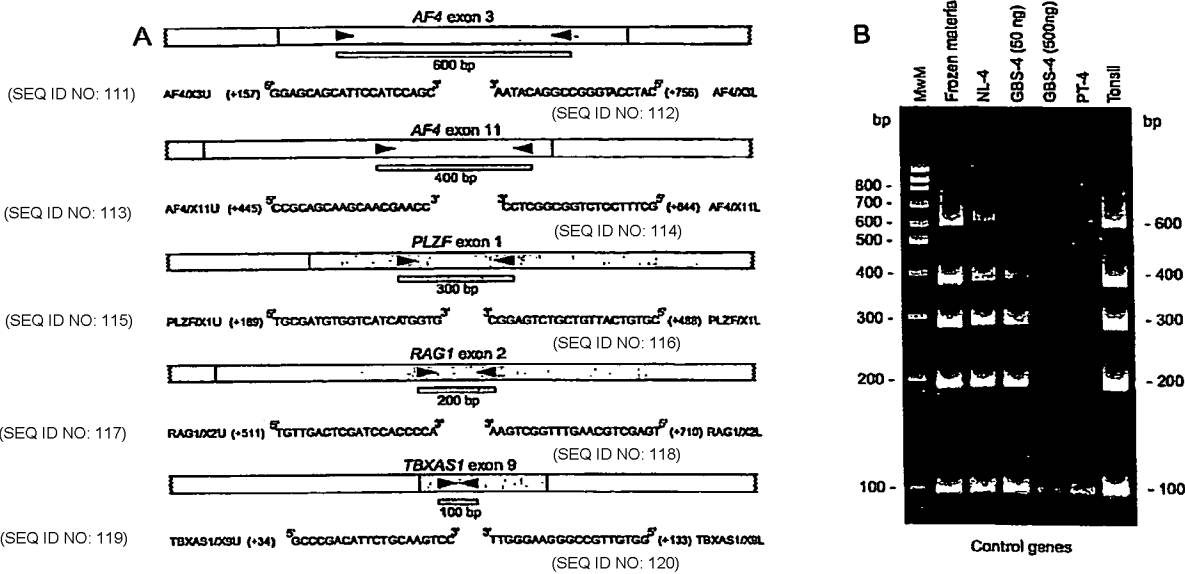 A
AF4 exon 3
600 bp
(SEQ ID NO: 111) AF4/X3U (+157) 5'GGAGCAGCATTCCATCCAGC3' 3'AATACAGGCCGGGTACCTAC5' (+756) AF4/X3L
(SEQ ID NO: 112)
AF4 exon 11
400 bp
(SEQ ID NO: 113) AF4/X11U (+445) 5'CCGCAGCAAGCAACGAACC3' 3'CCTCGGCGGTCTCCTTTCG5' (+844) AF4/X11L
(SEQ ID NO: 114)
PLZF exon 1
300 bp
(SEQ ID NO: 115) PLZF/X1U (+189) 5'TGCGATGTGGTCATCATGGTG3' 3'CGGAGTCTGCTGTTACTGTGC5' (+488) PLZF/X1L
(SEQ ID NO: 116)
RAG1 exon 2
200 bp
(SEQ ID NO: 117) RAG1/X2U (+511) 5'TGTTGACTCGATCCACCCCA3' 3'AAGTCGGTTTGAACGTCGAGT5' (+710) RAG1/X2L
(SEQ ID NO: 118)
TBXAS1 exon 9
100 bp
(SEQ ID NO: 119) TBXAS1/X9U (+34) 5'GCCCGACATTCTGCAAGTCC3' 3'TTGGGAAGGGCCGTTGTGG5' (+133) TBXAS1/X9L
(SEQ ID NO: 120)
B
MwM
Frozen material
NL-4
GBS-4 (50 ng)
GBS-4 (500ng)
PT-4
Tonsil
bp
bp
800 -
700 -
600 -
- 600
500 -
400 -
- 400
300 -
- 300
200 -
- 200
100 -
- 100
Control genes